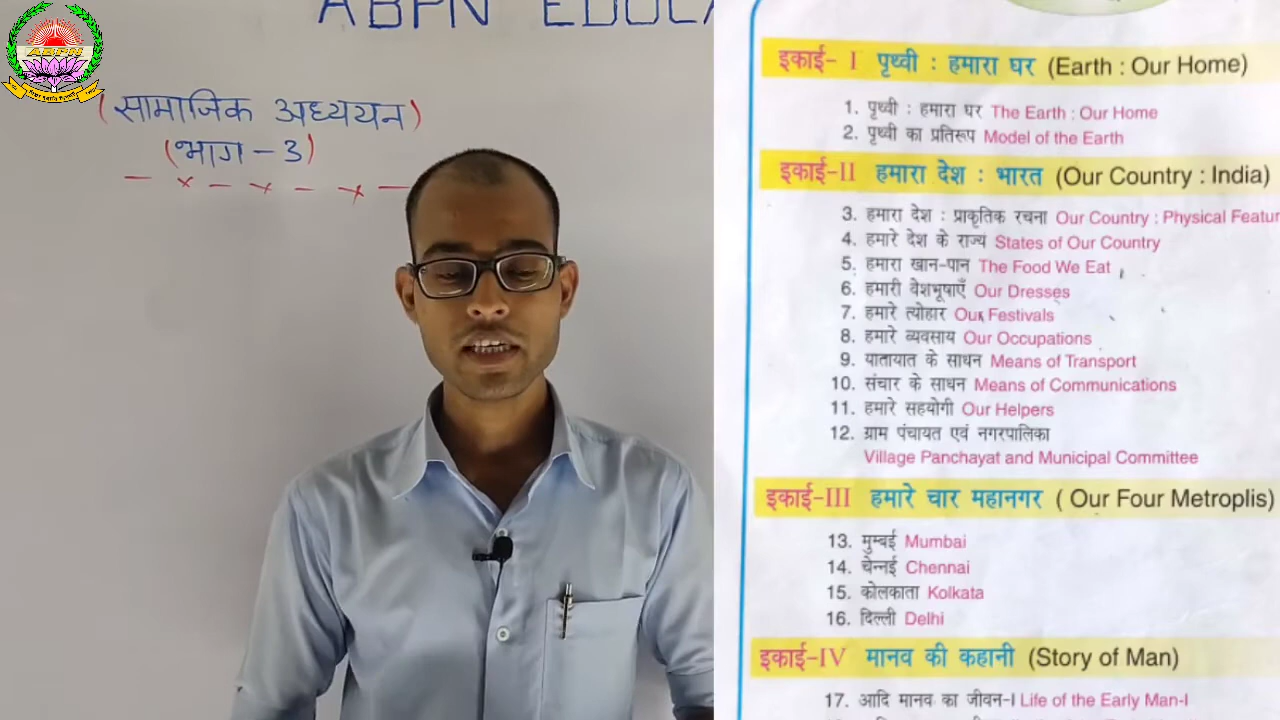 ABPN EDUCA
ABPN
(सामाजिक अध्ययन)
(भाग - 3)
इकाई- I पृथ्वी : हमारा घर (Earth : Our Home)
1. पृथ्वी : हमारा घर The Earth : Our Home
2. पृथ्वी का प्रतिरूप Model of the Earth
इकाई-II हमारा देश : भारत (Our Country : India)
3. हमारा देश : प्राकृतिक रचना Our Country : Physical Featur
4. हमारे देश के राज्य States of Our Country
5. हमारा खान-पान The Food We Eat
6. हमारी वेशभूषाएँ Our Dresses
7. हमारे त्योहार Our Festivals
8. हमारे व्यवसाय Our Occupations
9. यातायात के साधन Means of Transport
10. संचार के साधन Means of Communications
11. हमारे सहयोगी Our Helpers
12. ग्राम पंचायत एवं नगरपालिका
Village Panchayat and Municipal Committee
इकाई-III हमारे चार महानगर ( Our Four Metroplis)
13. मुम्बई Mumbai
14. चेन्नई Chennai
15. कोलकाता Kolkata
16. दिल्ली Delhi
इकाई-IV मानव की कहानी (Story of Man)
17. आदि मानव का जीवन-I Life of the Early Man-I